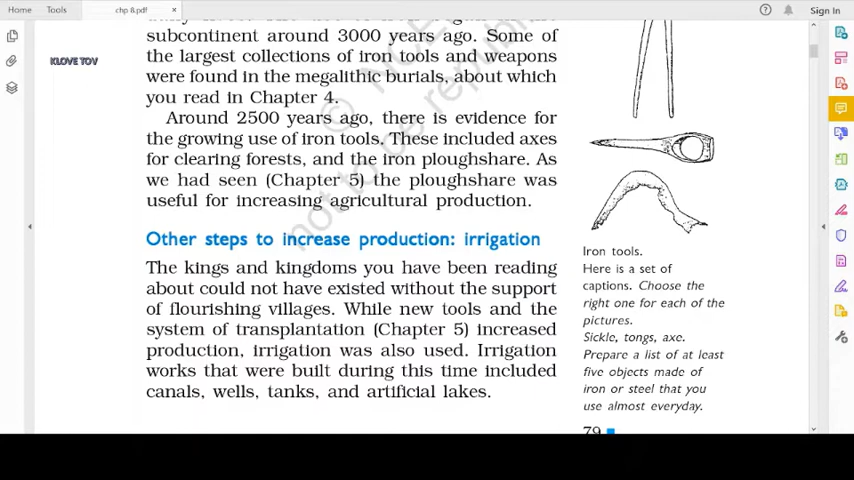 Home
Tools
chp 8.pdf
×
Sign In
KLOVE TOV
subcontinent around 3000 years ago. Some of
the largest collections of iron tools and weapons
were found in the megalithic burials, about which
you read in Chapter 4.
Around 2500 years ago, there is evidence for
the growing use of iron tools. These included axes
for clearing forests, and the iron ploughshare. As
we had seen (Chapter 5) the ploughshare was
useful for increasing agricultural production.
Other steps to increase production: irrigation
The kings and kingdoms you have been reading
about could not have existed without the support
of flourishing villages. While new tools and the
system of transplantation (Chapter 5) increased
production, irrigation was also used. Irrigation
works that were built during this time included
canals, wells, tanks, and artificial lakes.
Iron tools.
Here is a set of
captions. Choose the
right one for each of the
pictures.
Sickle, tongs, axe.
Prepare a list of at least
five objects made of
iron or steel that you
use almost everyday.
79
not to be republi